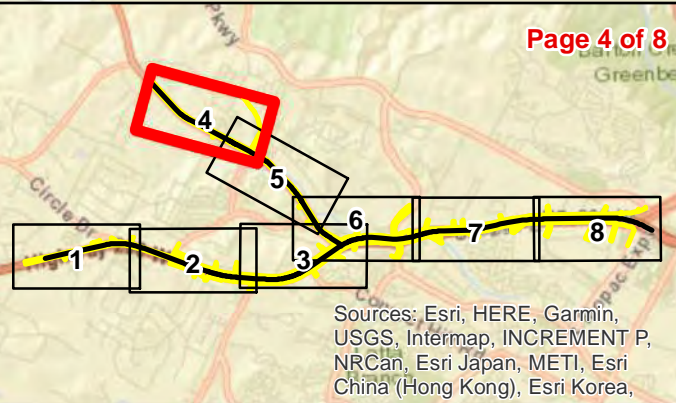 Pkwy
Page 4 of 8
Greenbe
4
5
Circle Dr
6
7
8
1
2
3
Sources: Esri, HERE, Garmin,
USGS, Intermap, INCREMENT P,
NRCan, Esri Japan, METI, Esri
China (Hong Kong), Esri Korea,